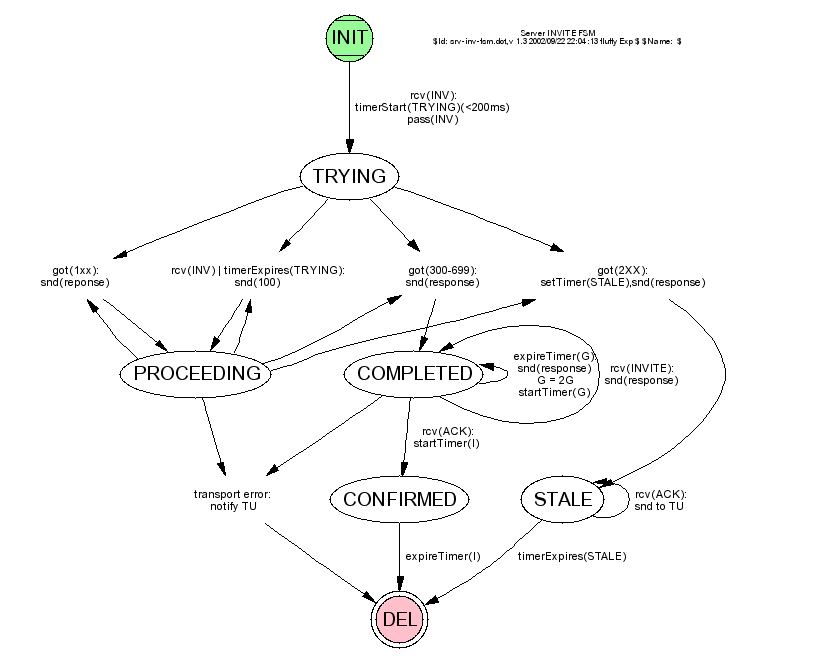 INIT
Server INVITE FSM
$Id: srv-inv-fsm.dot,v 1.3 2002/09/22 22:04:13 fluffy Exp $ $Name: $
rcv(INV):
timerStart(TRYING)(<200ms)
pass(INV)
TRYING
got(1xx):
snd(reponse)
rcv(INV) | timerExpires(TRYING):
snd(100)
got(300-699):
snd(response)
got(2XX):
setTimer(STALE),snd(response)
PROCEEDING
COMPLETED
expireTimer(G):
snd(response)
G = 2G
startTimer(G)
rcv(INVITE):
snd(response)
rcv(ACK):
startTimer(I)
transport error:
notify TU
CONFIRMED
STALE
rcv(ACK):
snd to TU
expireTimer(I)
timerExpires(STALE)
DEL